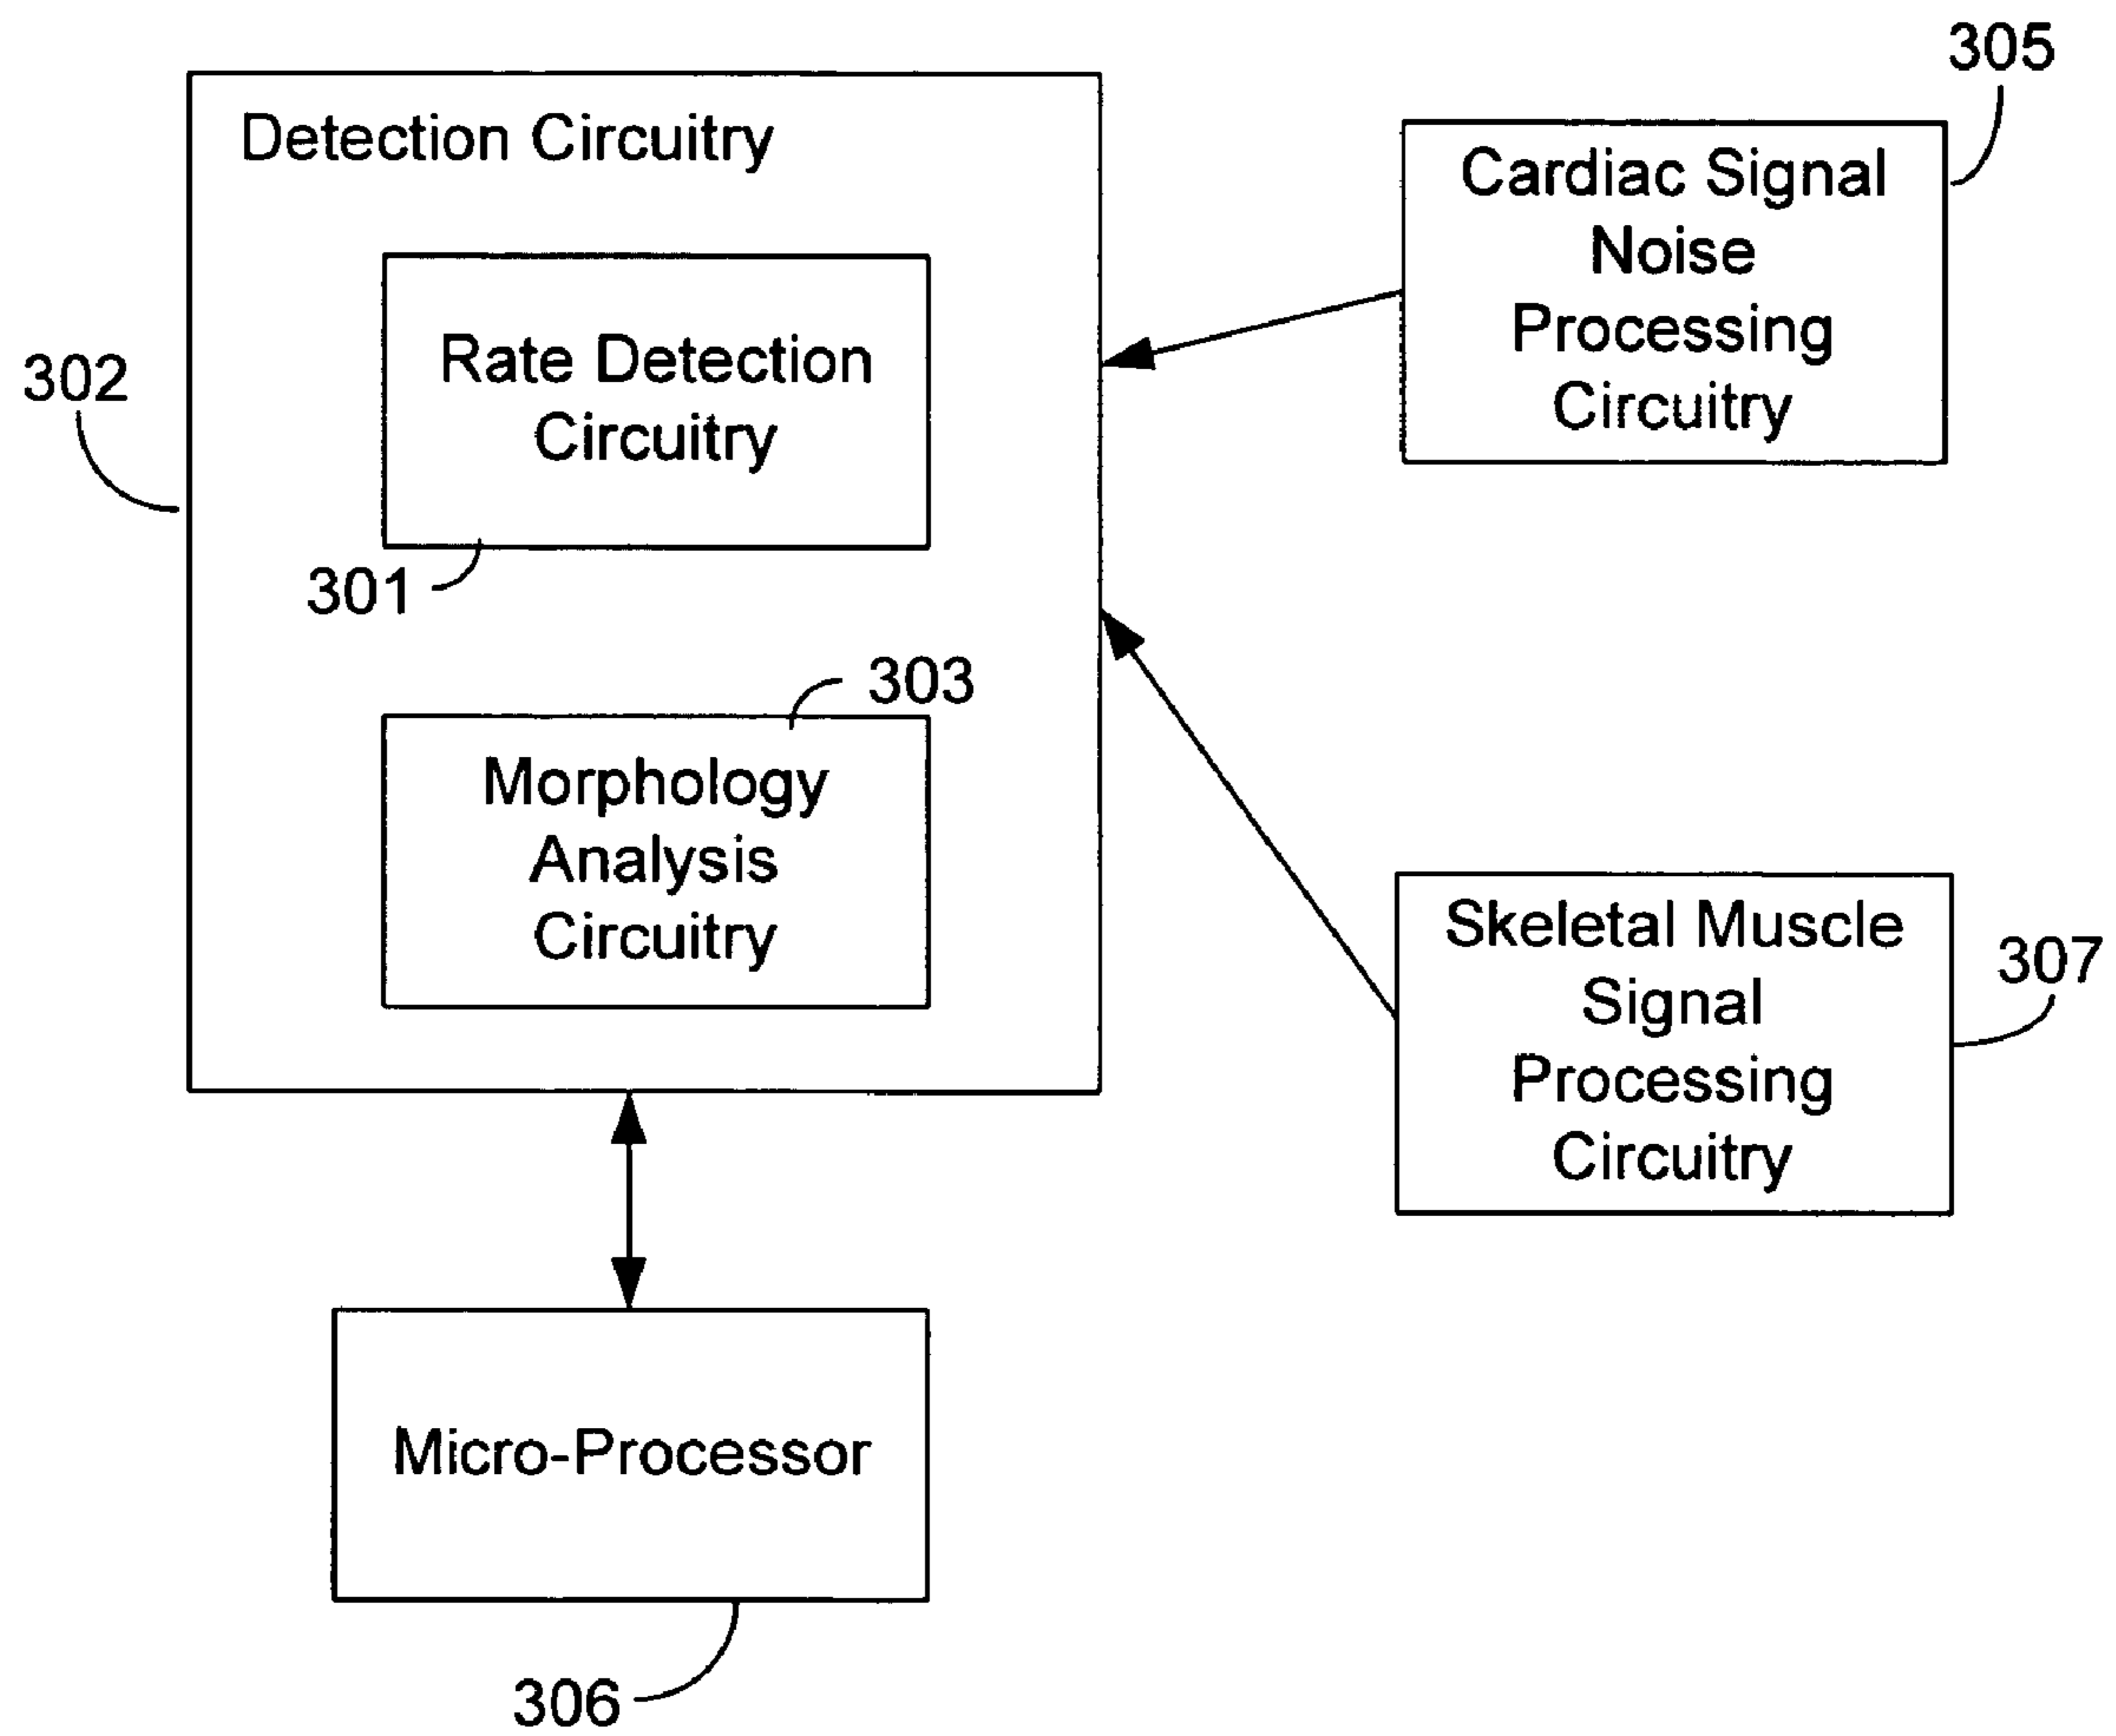 305
Detection Circuitry
Cardiac Signal
Noise
Processing
Circuitry
302
Rate Detection
Circuitry
301
303
Morphology
Analysis
Circuitry
Skeletal Muscle
Signal
Processing
Circuitry
307
Micro-Processor
306